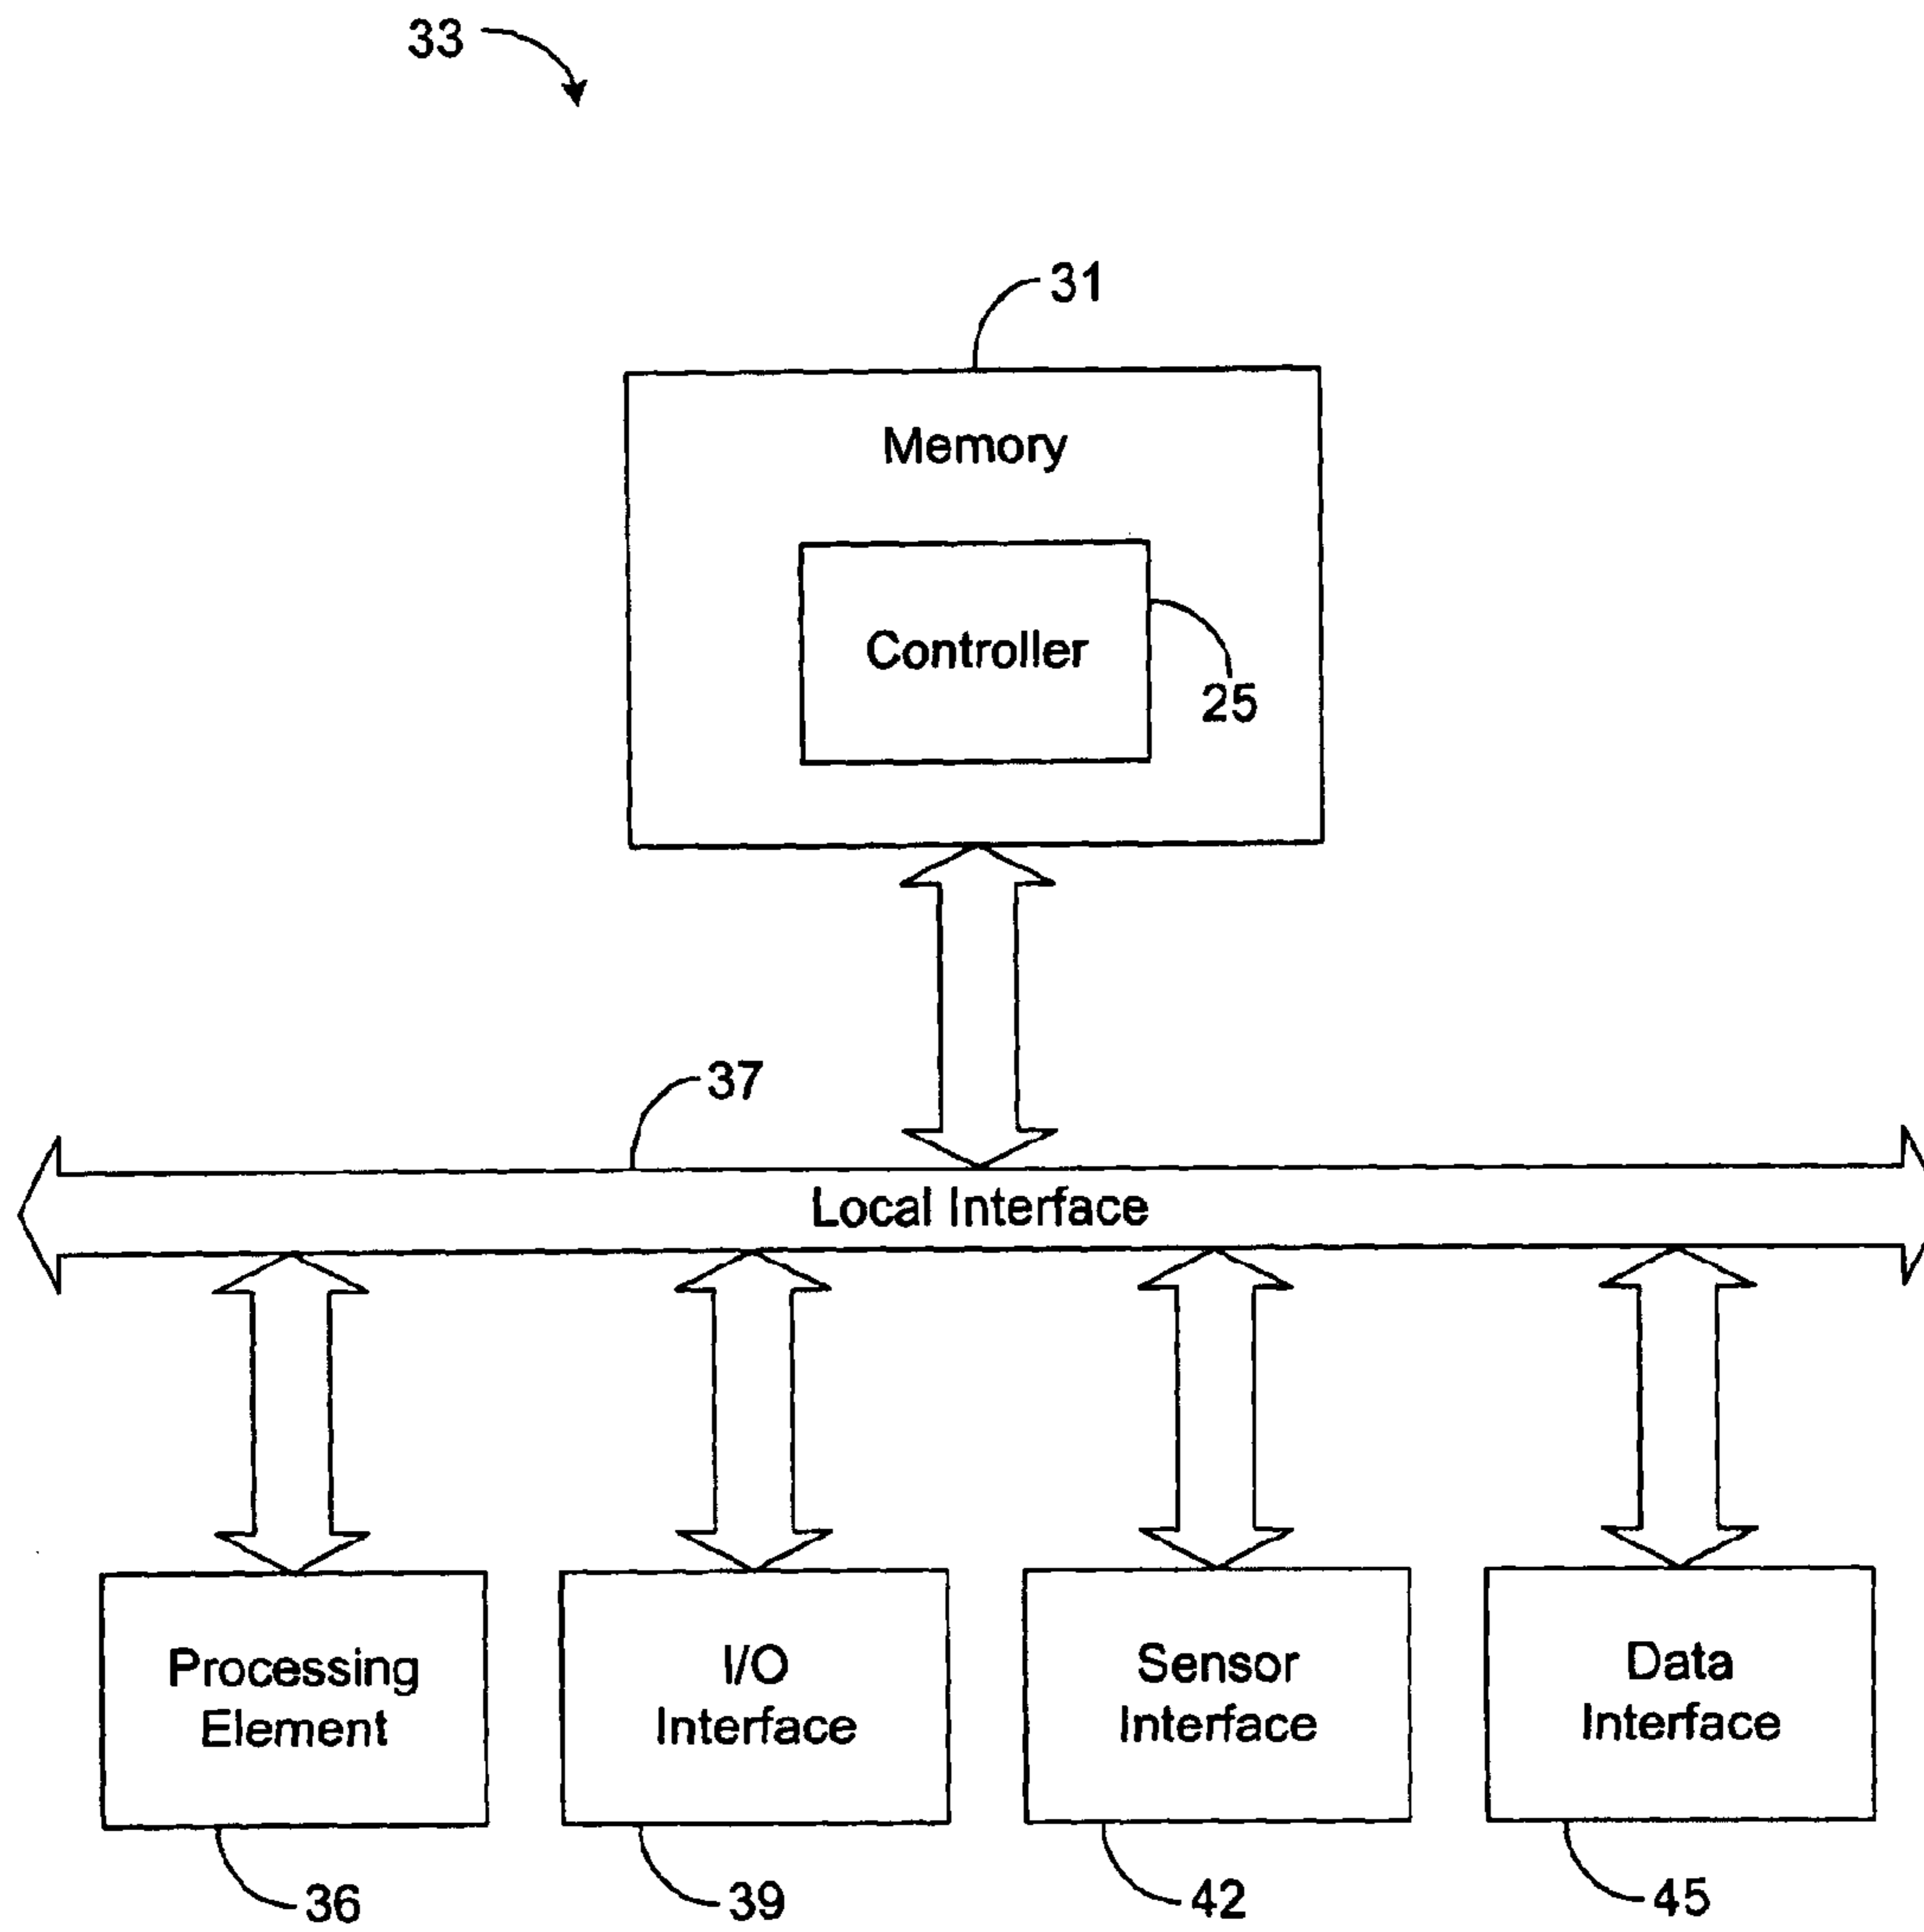 33
31
Memory
Controller
25
37
Local Interface
Processing
Element
I/O
Interface
Sensor
Interface
Data
Interface
36
39
42
45